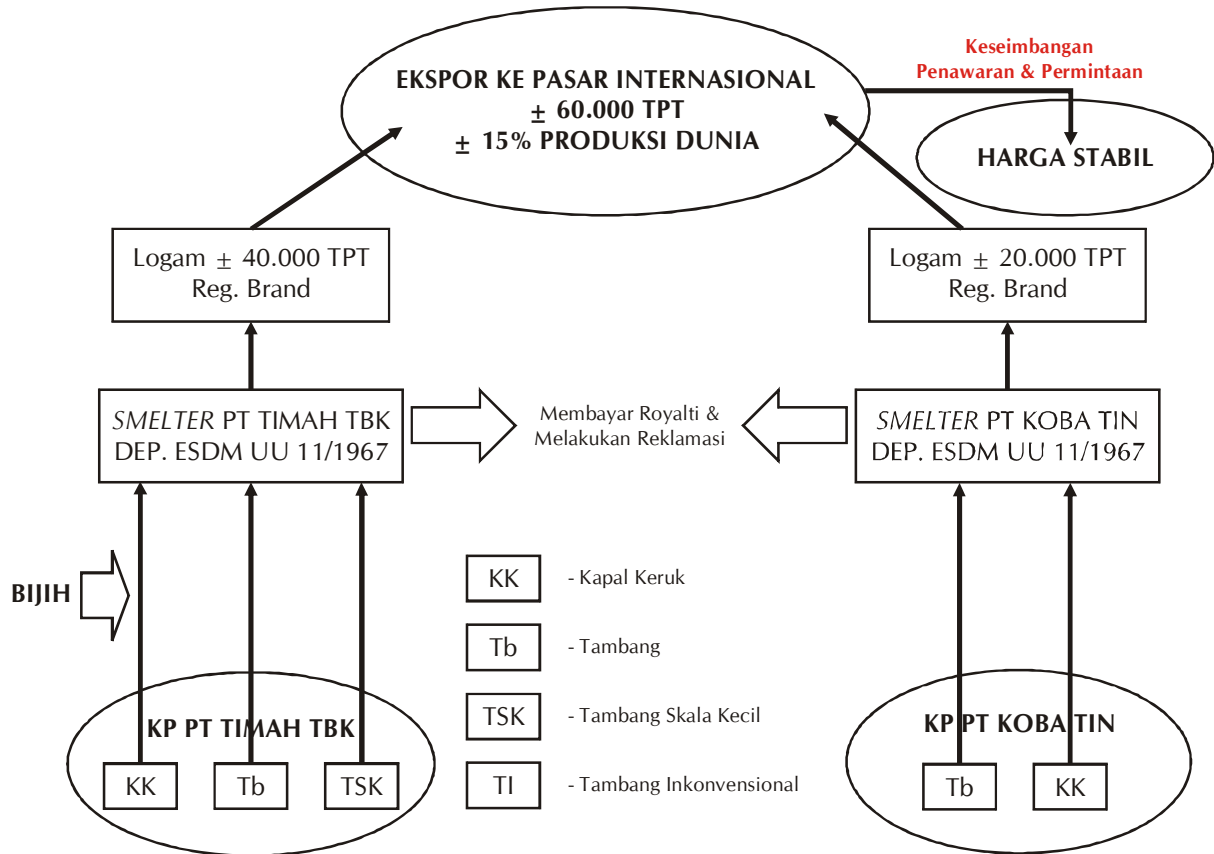 Keseimbangan
Penawaran & Permintaan
EKSPOR KE PASAR INTERNASIONAL
± 60.000 TPT
± 15% PRODUKSI DUNIA
HARGA STABIL
Logam ± 40.000 TPT
Reg. Brand
Logam ± 20.000 TPT
Reg. Brand
SMELTER PT TIMAH TBK
DEP. ESDM UU 11/1967
Membayar Royalti &
Melakukan Reklamasi
SMELTER PT KOBA TIN
DEP. ESDM UU 11/1967
BIJIH
KK - Kapal Keruk
Tb - Tambang
TSK - Tambang Skala Kecil
TI - Tambang Inkonvensional
KP PT TIMAH TBK
KK Tb TSK
KP PT KOBA TIN
Tb KK